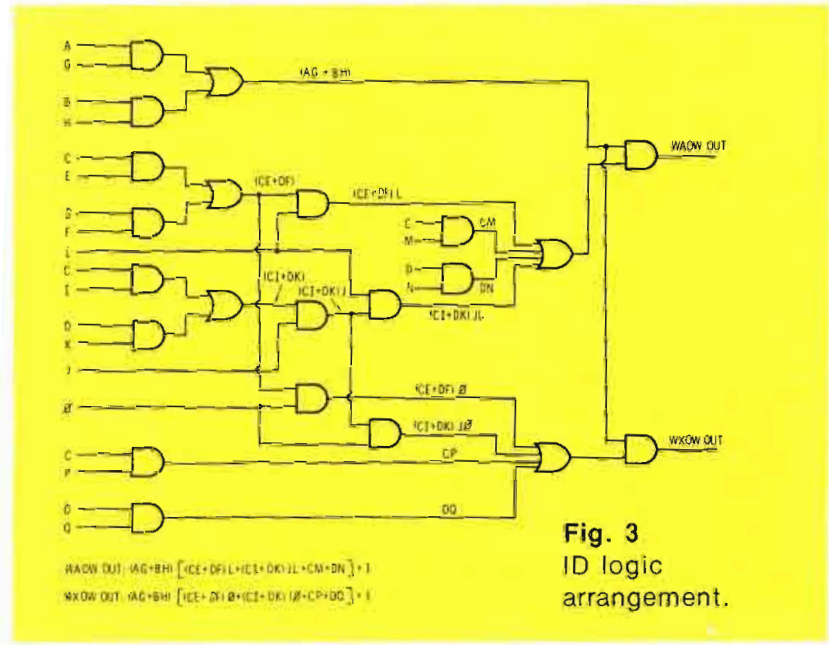 A
G
(AG + BH)
B
H
WAOW OUT
C
E
(CE+DF)
(CE+DF)L
C
CM
M
D
F
L
D
N
DN
C
I
(CI+DK)
(CI+DK)J
(CI+DK)JL
D
K
J
(CE+DF)Ø
Ø
(CI+DK)JØ
WXOW OUT
C
P
CP
D
Q
DQ
Fig. 3
ID logic
arrangement.
WAOW OUT: (AG+BH) [(CE+DF)L+(CI+DK)JL+CM+DN] = 1
WXOW OUT: (AG+BH) [(CE+DF)Ø+(CI+DK)JØ+CP+DQ] = 1